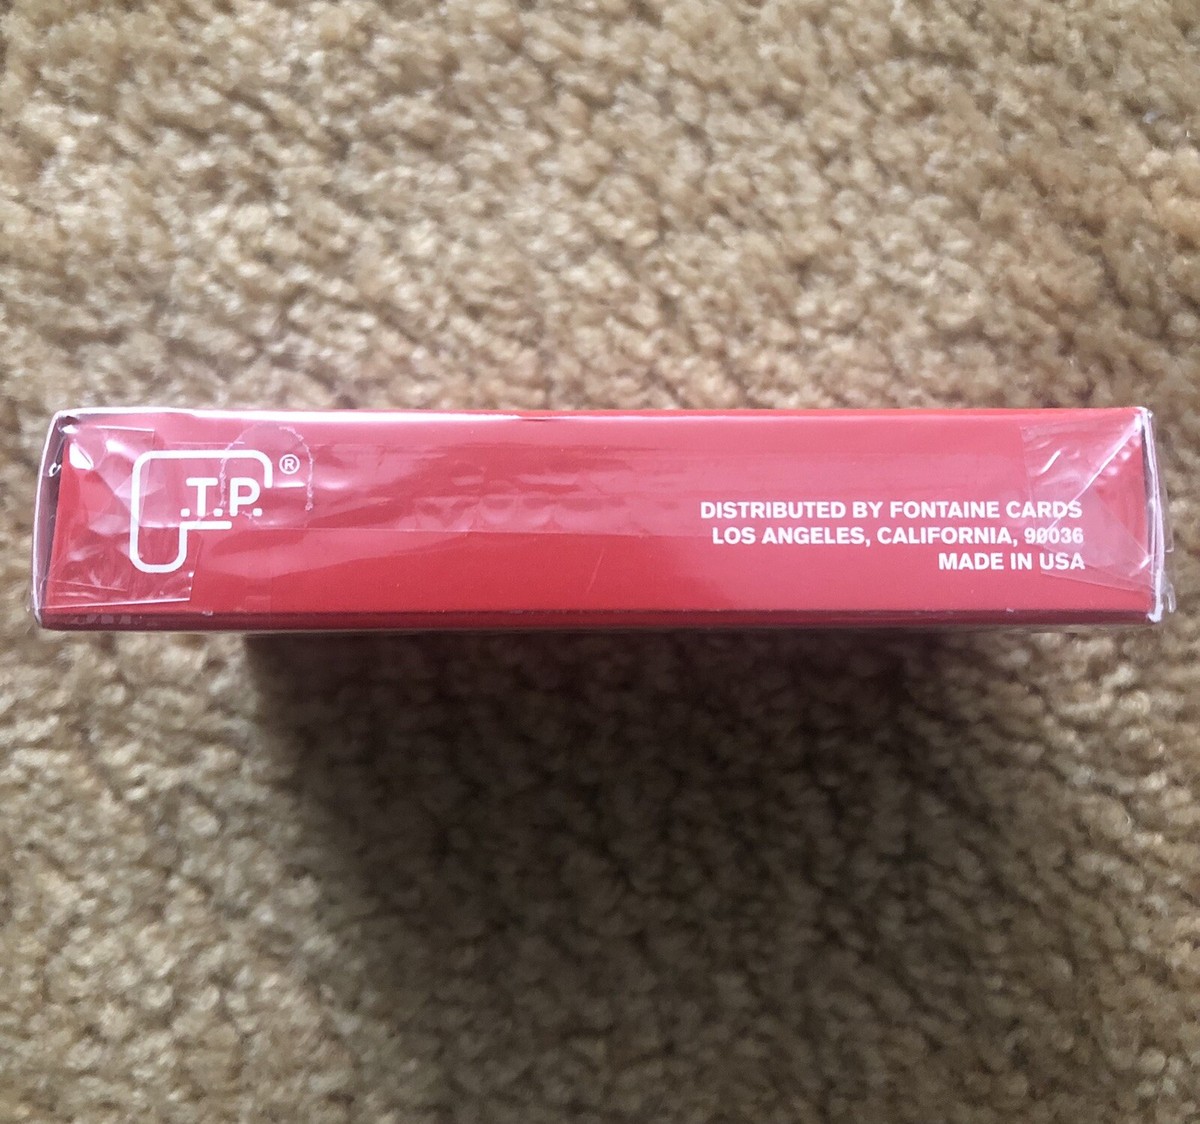 F.T.P.®
DISTRIBUTED BY FONTAINE CARDS
LOS ANGELES, CALIFORNIA, 90036
MADE IN USA